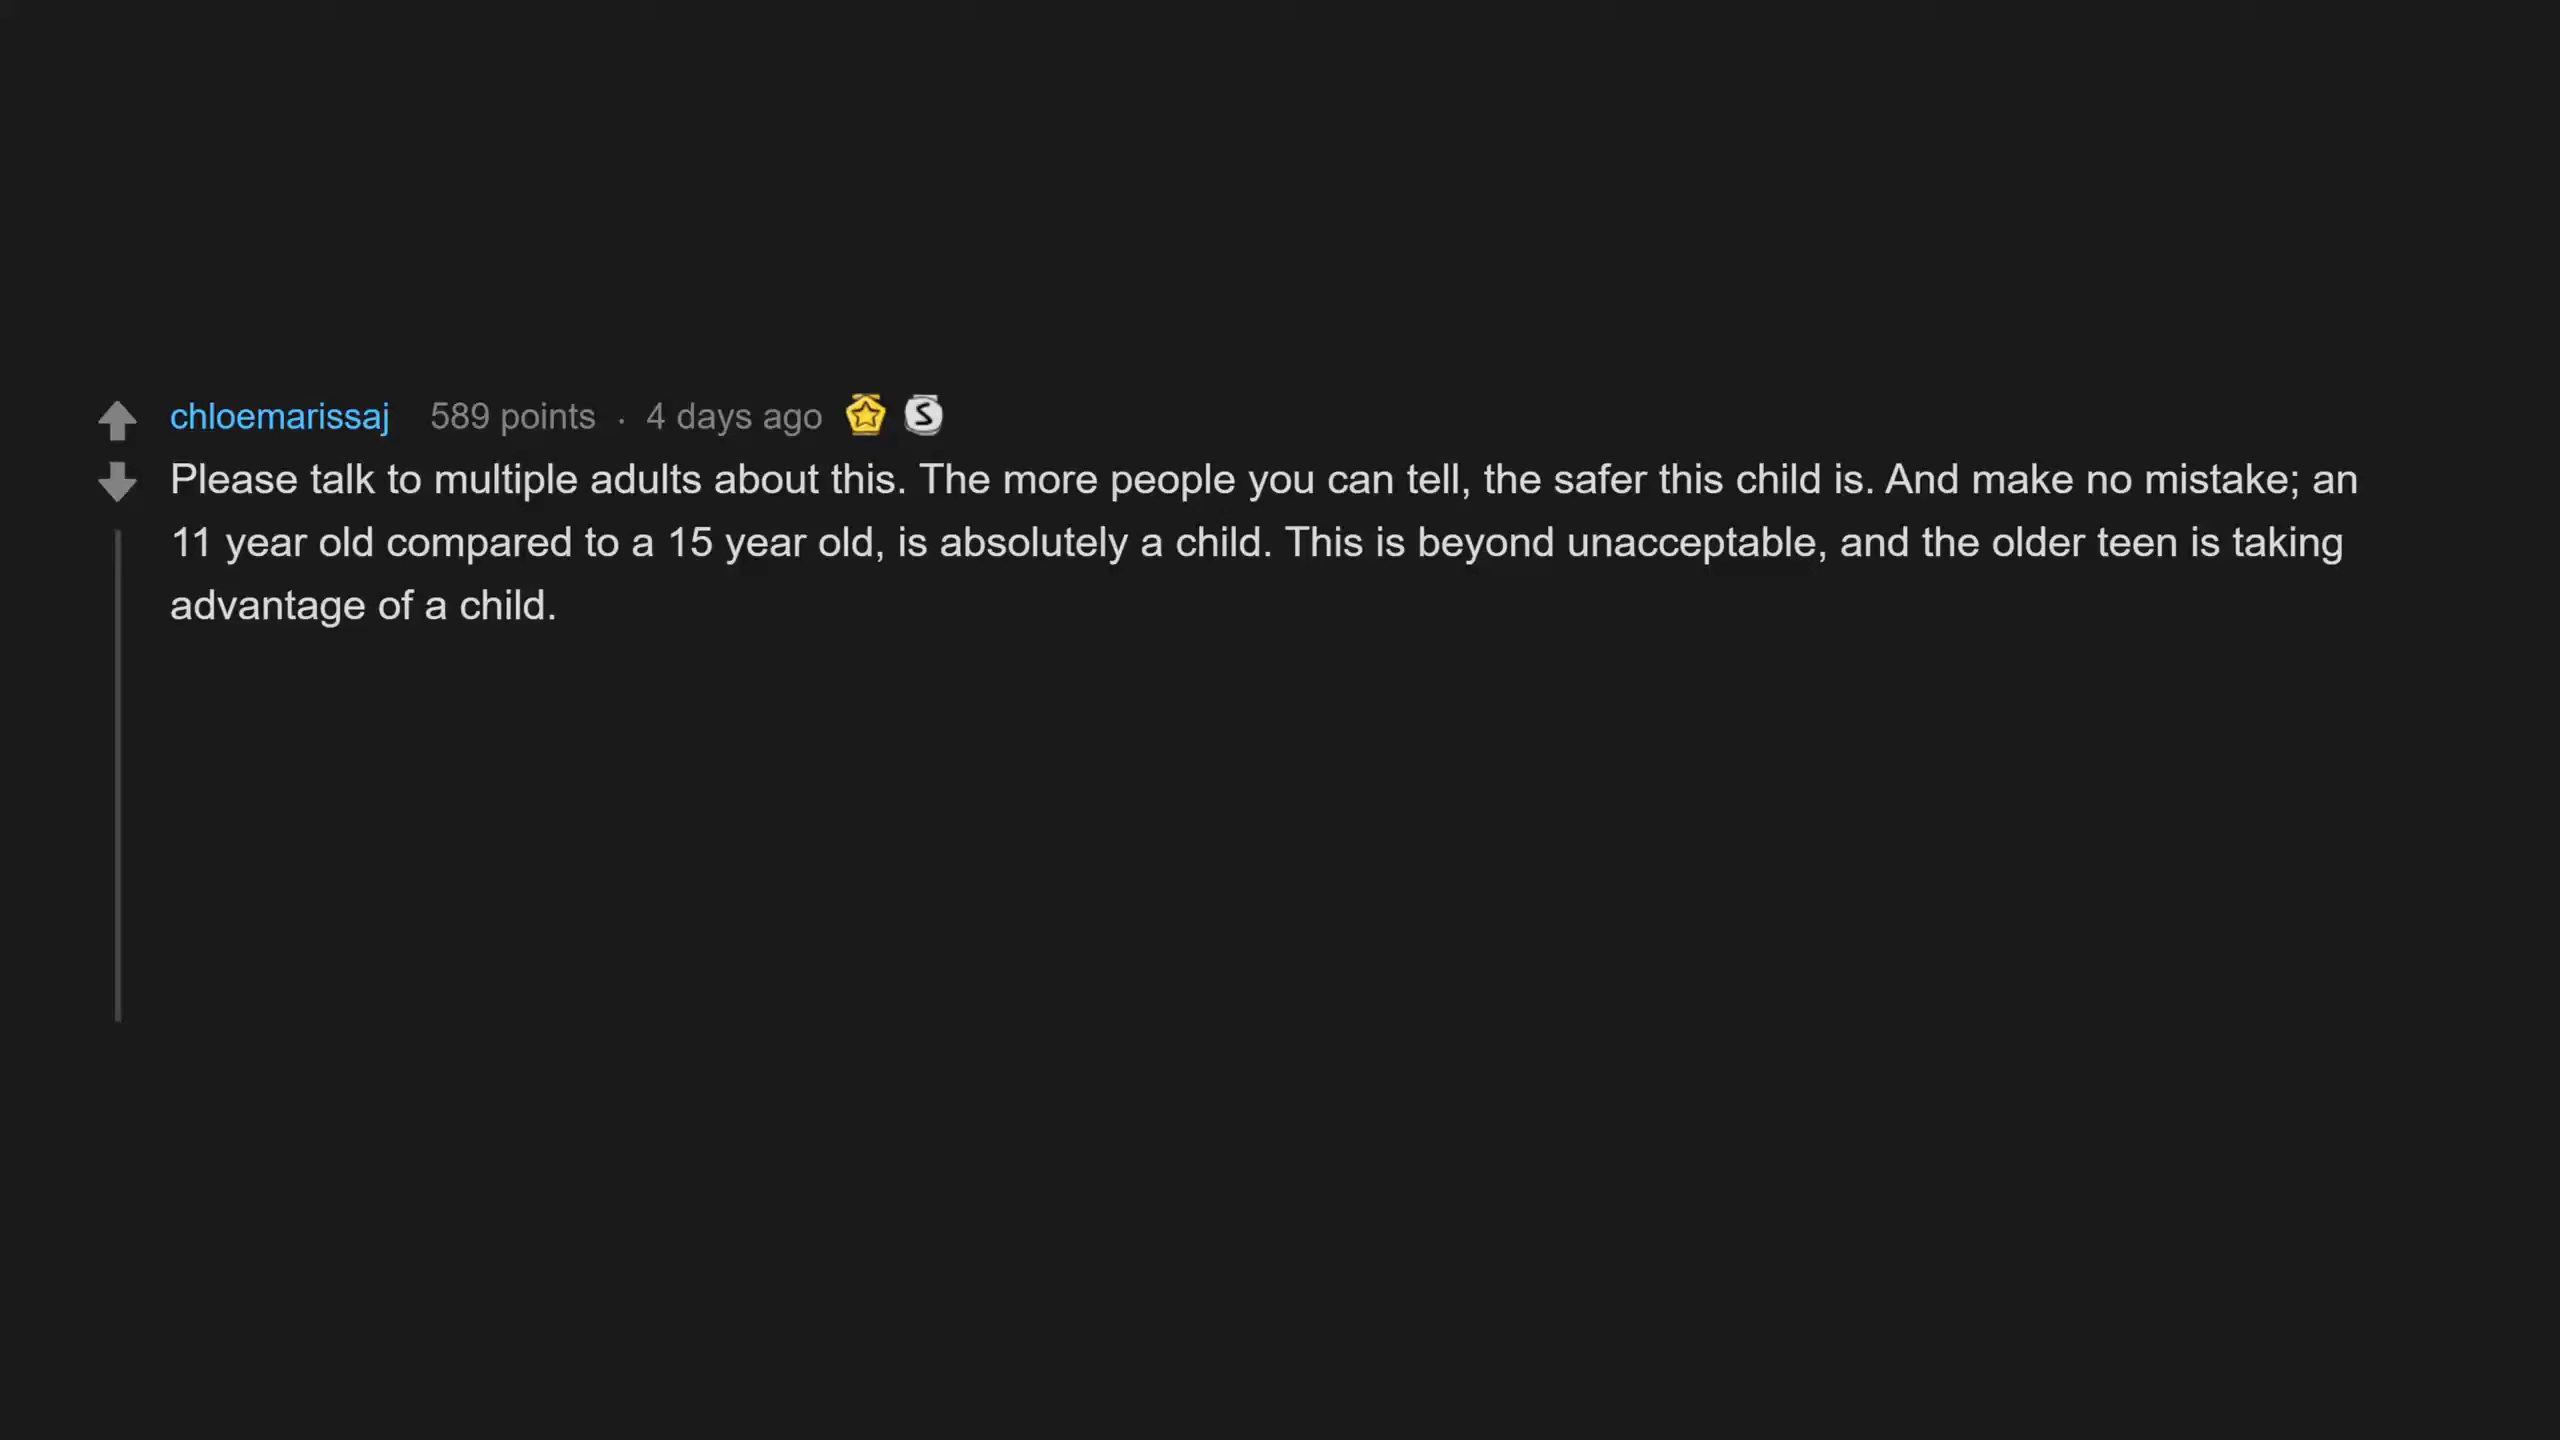 chloemarissaj 589 points · 4 days ago S
Please talk to multiple adults about this. The more people you can tell, the safer this child is. And make no mistake; an
11 year old compared to a 15 year old, is absolutely a child. This is beyond unacceptable, and the older teen is taking
advantage of a child.